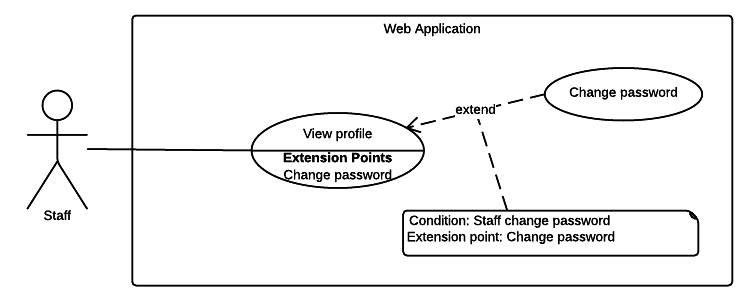 Web Application
Change password
extend
View profile
Extension Points
Change password
Staff
Condition: Staff change password
Extension point: Change password